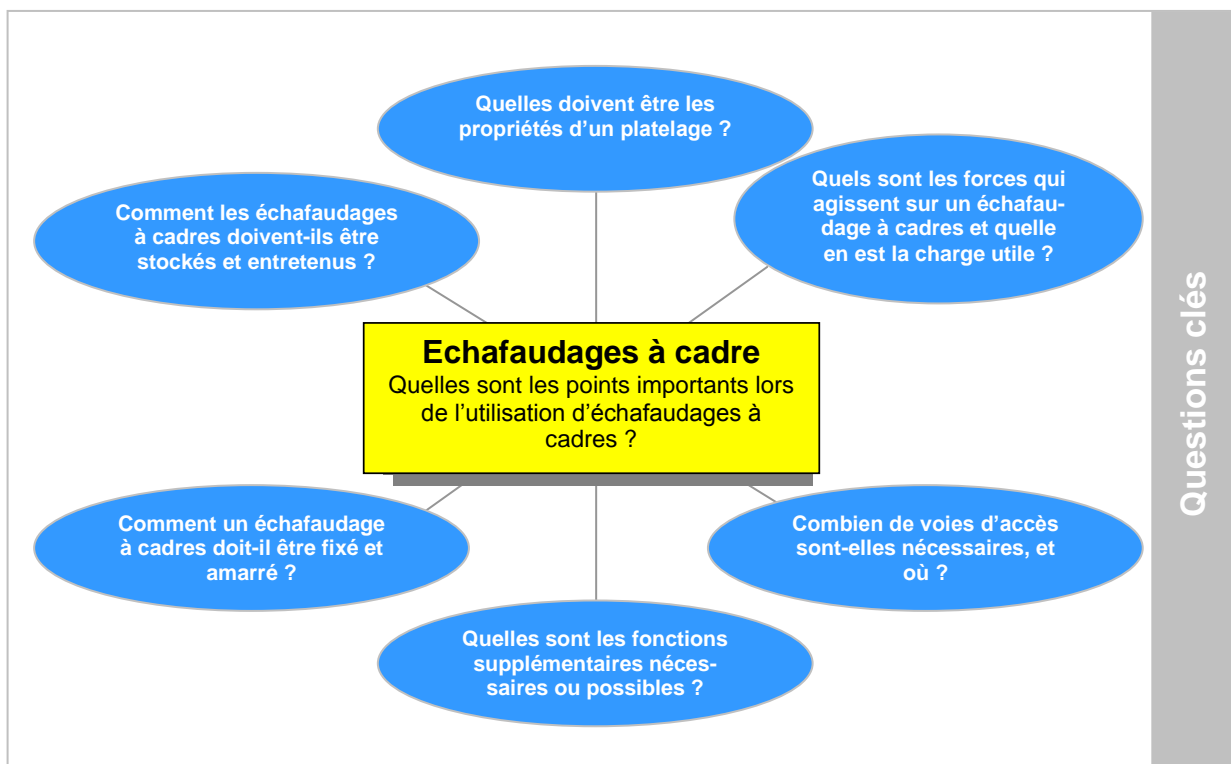 Quelles doivent être les
propriétés d'un platelage ?
Quels sont les forces qui
agissent sur un échafau-
dage à cadres et quelle
en est la charge utile ?
Comment les échafaudages
à cadres doivent-ils être
stockés et entretenus ?
Echafaudages à cadre
Quelles sont les points importants lors
de l'utilisation d'échafaudages à
cadres ?
Comment un échafaudage
à cadres doit-il être fixé et
amarré ?
Combien de voies d'accès
sont-elles nécessaires, et
où ?
Quelles sont les fonctions
supplémentaires néces-
saires ou possibles ?
Questions clés